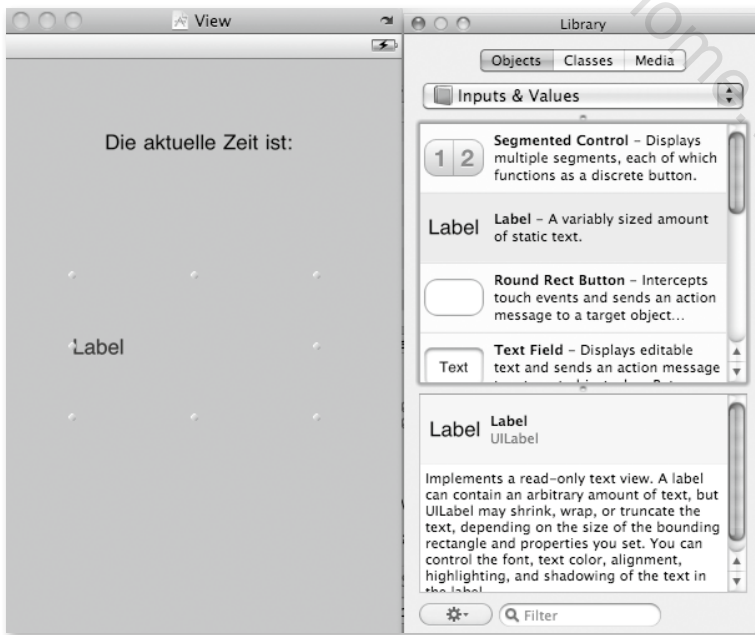 View
Die aktuelle Zeit ist:
Label
Library
Objects Classes Media
Inputs & Values
1 2
Segmented Control – Displays
multiple segments, each of which
functions as a discrete button.
Label
Label – A variably sized amount
of static text.
Round Rect Button – Intercepts
touch events and sends an action
message to a target object...
Text
Text Field – Displays editable
text and sends an action message
Label
Label
UILabel
Implements a read-only text view. A label
can contain an arbitrary amount of text, but
UILabel may shrink, wrap, or truncate the
text, depending on the size of the bounding
rectangle and properties you set. You can
control the font, text color, alignment,
highlighting, and shadowing of the text in
the label
Filter